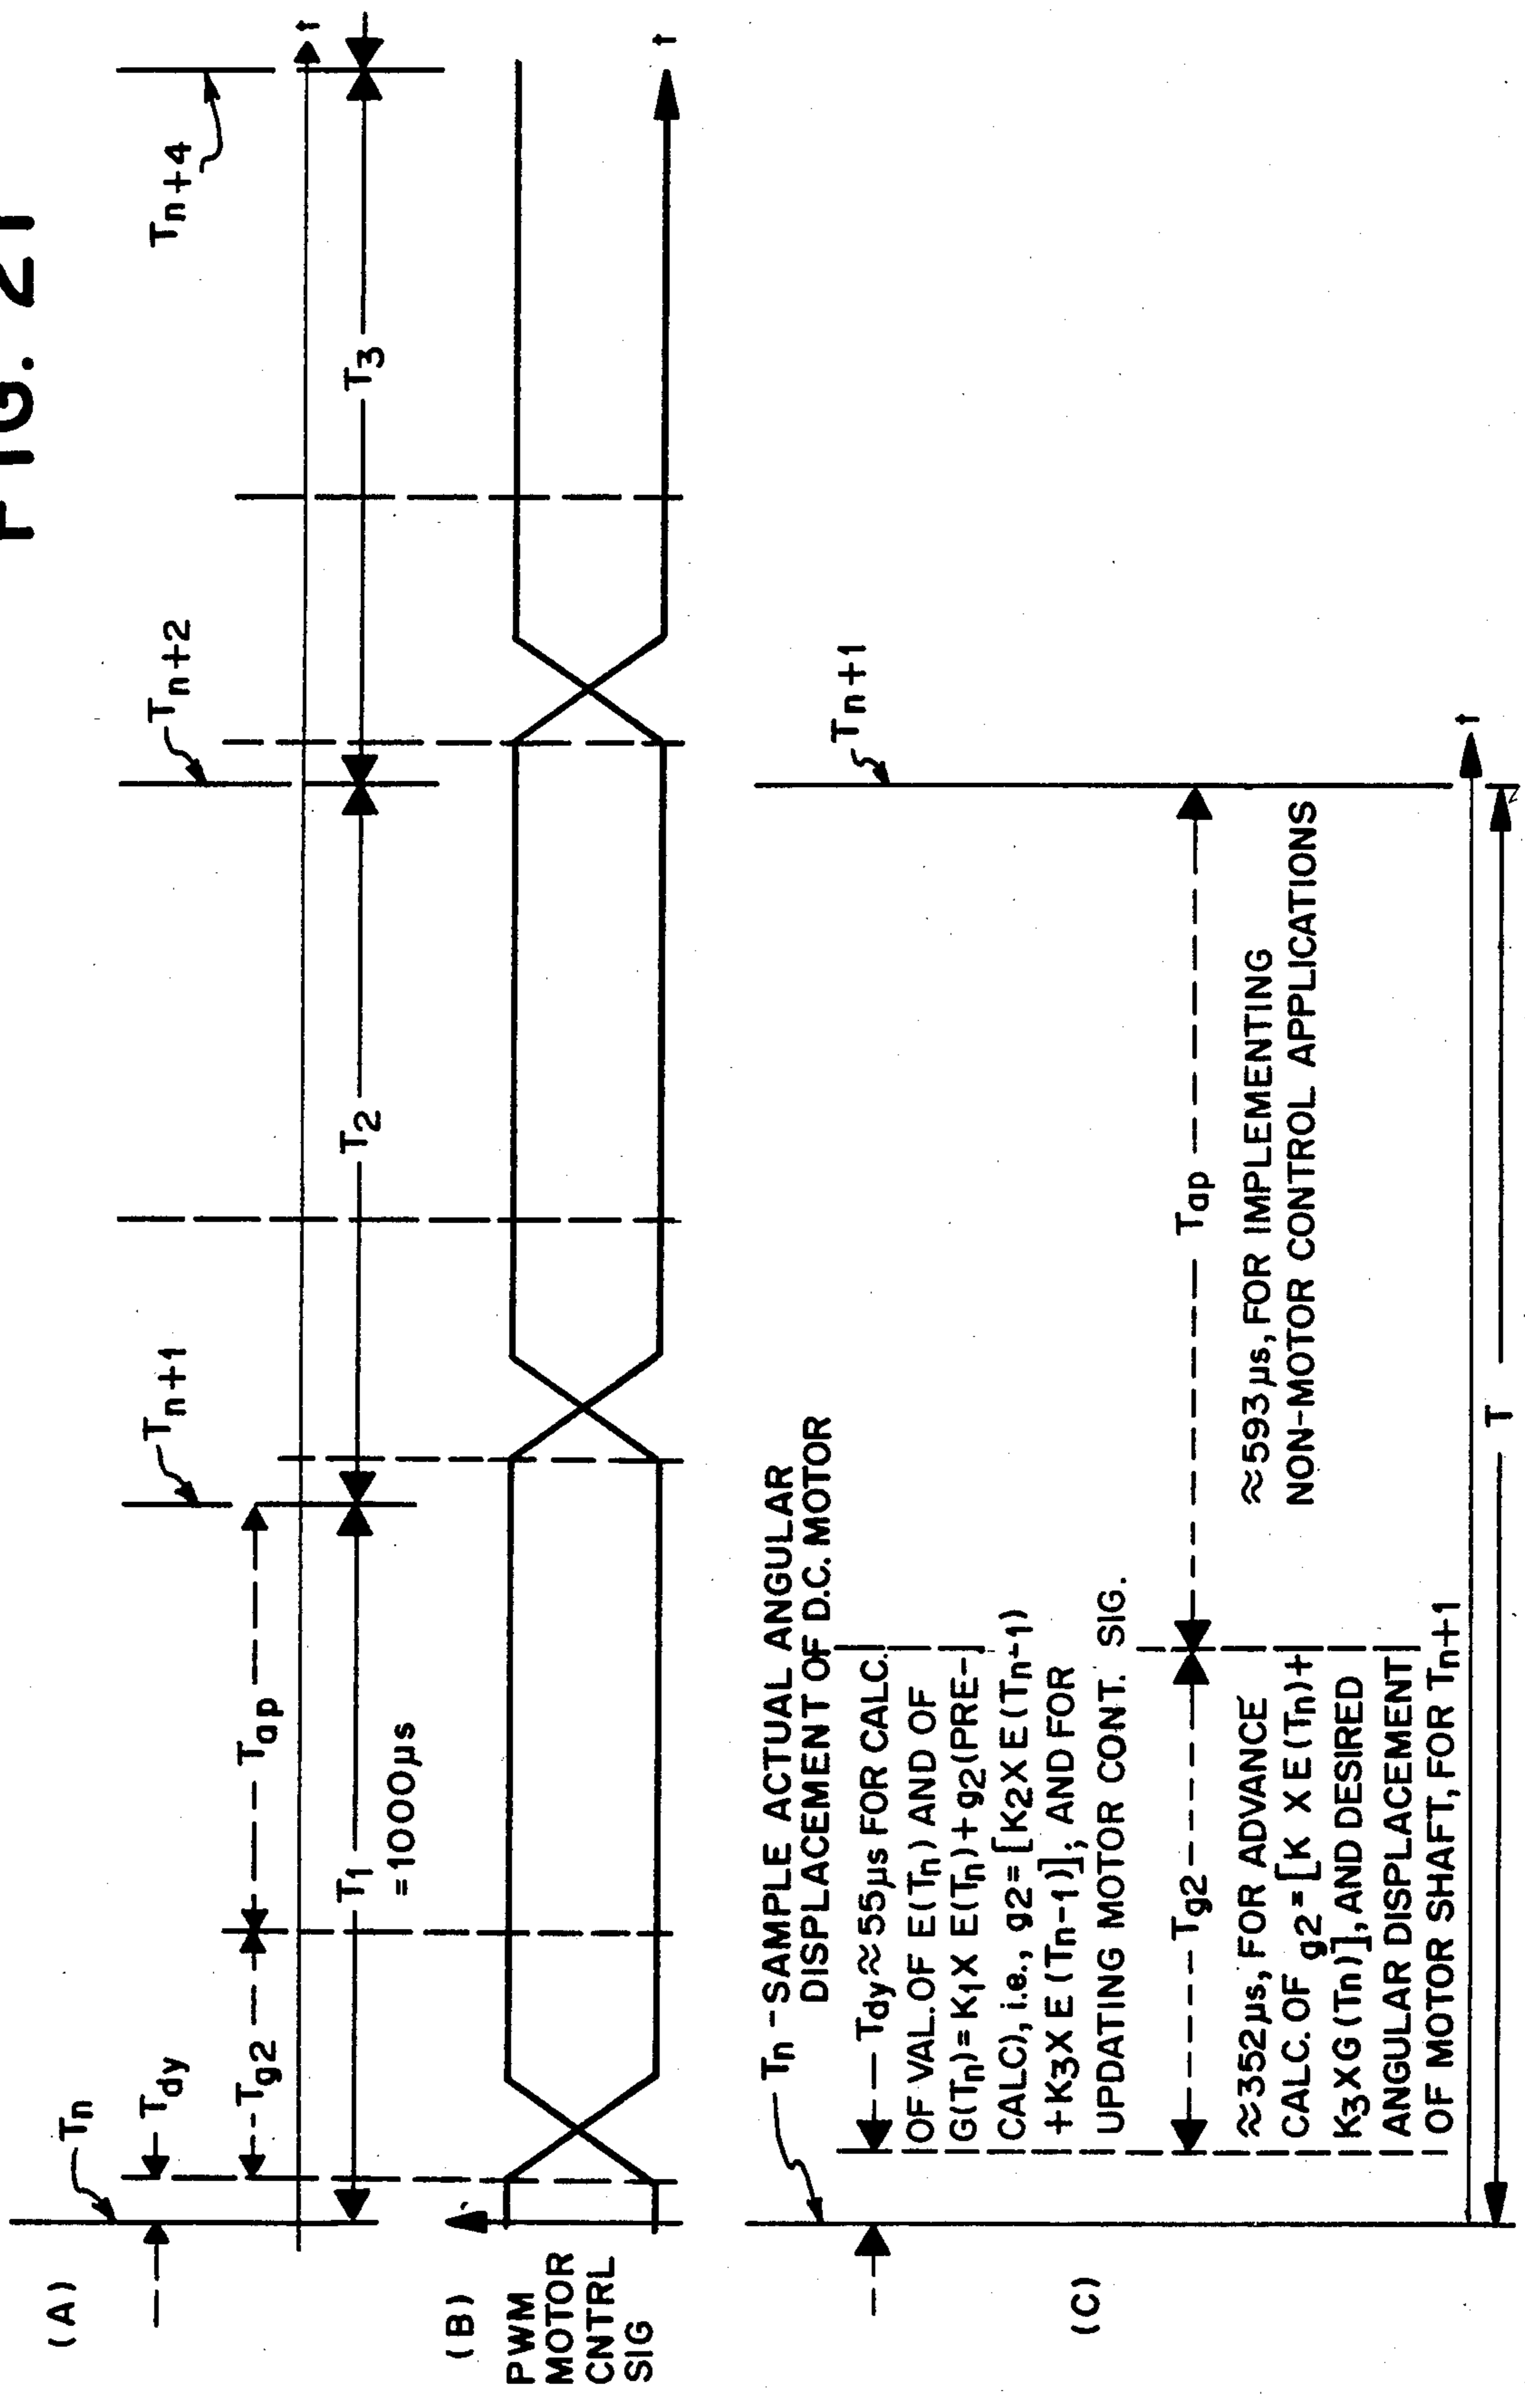 FIG. 21
(A)
Tn
Tdy
Tg2
Tap
Tn+1
Tn+2
Tn+4
t
T1
=1000µs
T2
T3
(B)
PWM
MOTOR
CNTRL
SIG
t
(C)
Tn-SAMPLE ACTUAL ANGULAR
DISPLACEMENT OF D.C. MOTOR
Tn+1
Tdy≈55µs FOR CALC.
OF VAL. OF E(Tn) AND OF
G(Tn)=K1 X E(Tn)+g2(PRE-
CALC), i.e., g2=[K2X E(Tn-1)
+K3X E(Tn-1)]; AND FOR
UPDATING MOTOR CONT. SIG.
Tg2
Tap
≈352µs, FOR ADVANCE
CALC. OF g2=[K X E(Tn)+
K3XG(Tn)], AND DESIRED
ANGULAR DISPLACEMENT
OF MOTOR SHAFT, FOR Tn+1
≈593µs, FOR IMPLEMENTING
NON-MOTOR CONTROL APPLICATIONS
t
T